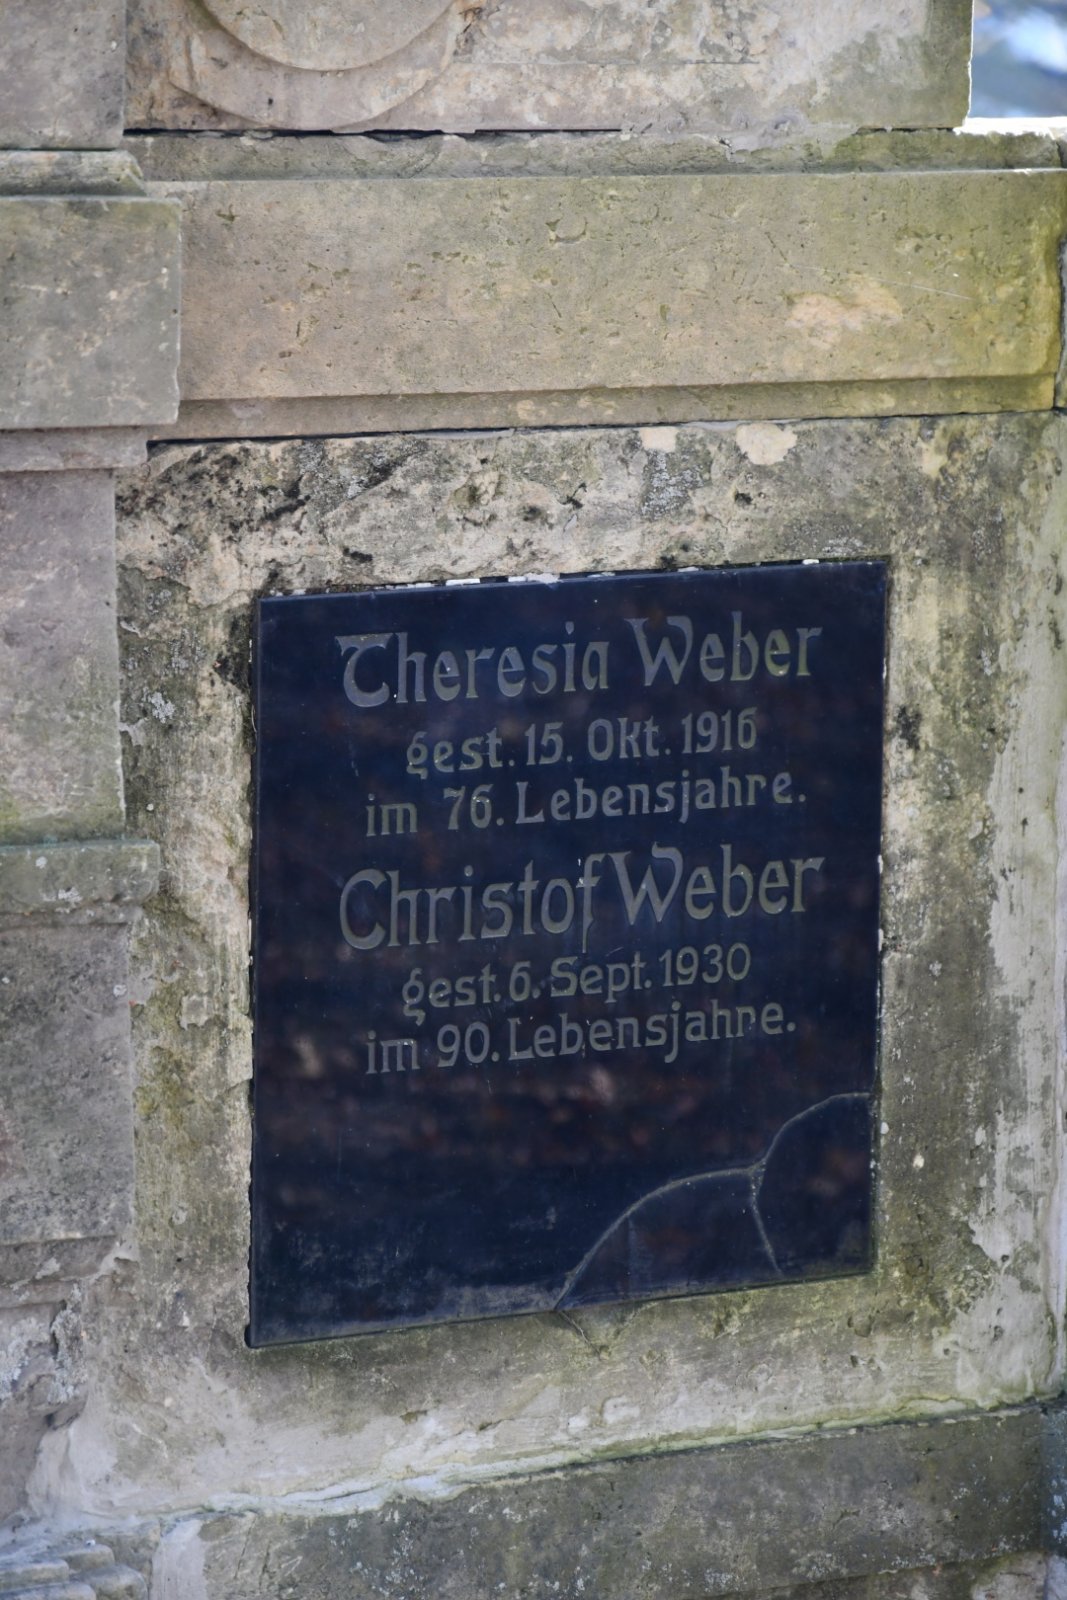 Theresia Weber
gest. 15. Okt. 1916
im 76. Lebensjahre.
Christof Weber
gest. 6. Sept. 1930
im 90. Lebensjahre.